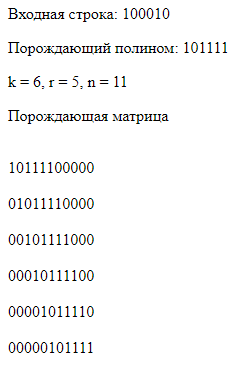 Входная строка: 100010
Порождающий полином: 101111
k = 6, r = 5, n = 11
Порождающая матрица
10111100000
01011110000
00101111000
00010111100
00001011110
00000101111